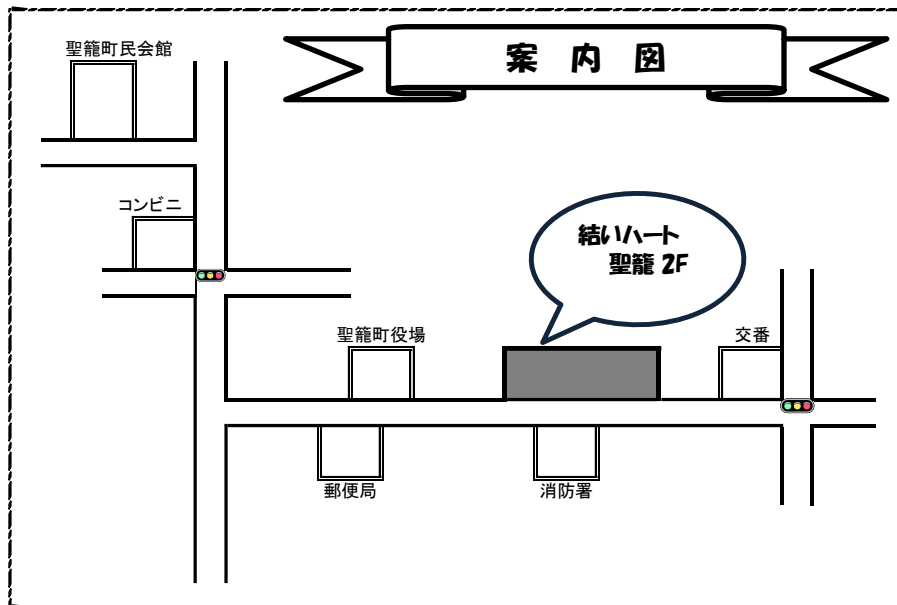 聖籠町民会館
案内図
コンビニ
結いハート
聖籠 2F
聖籠町役場
交番
郵便局
消防署